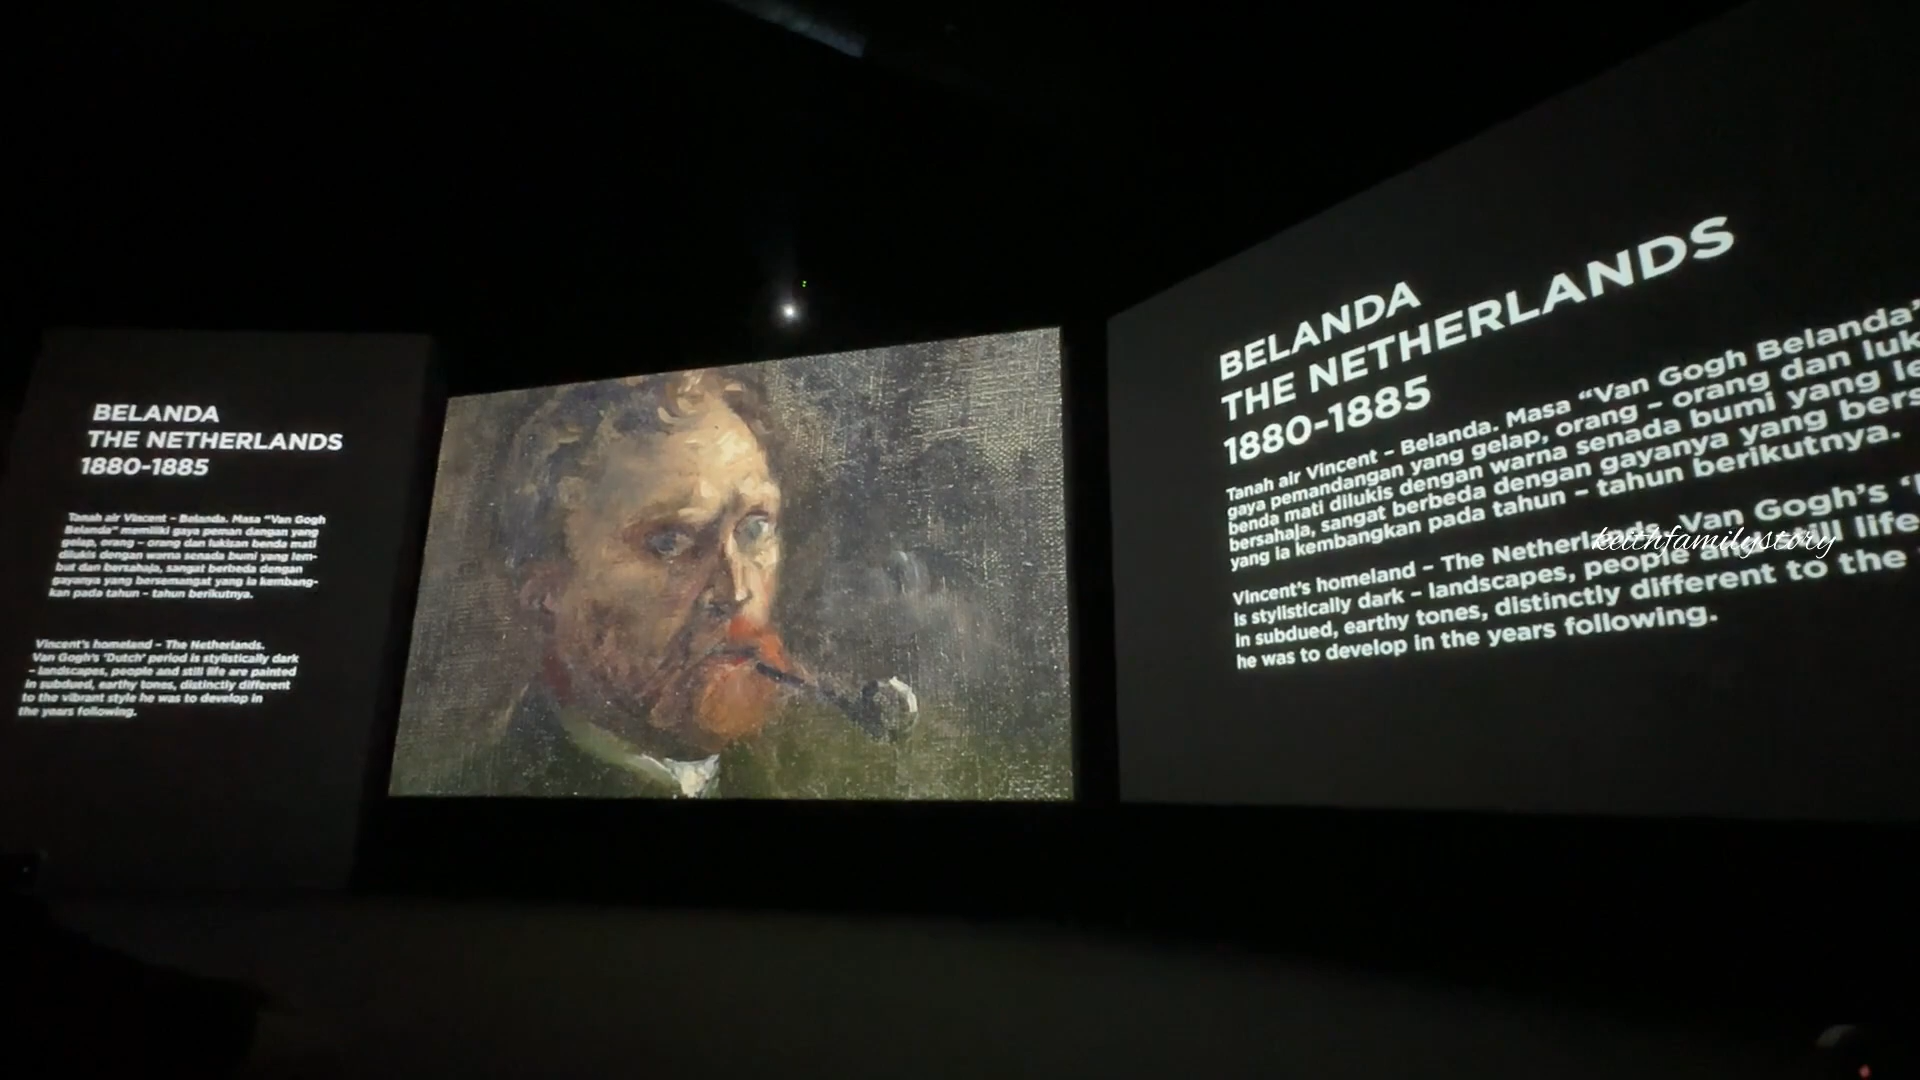 BELANDA
THE NETHERLANDS
1880-1885
Tanah air Vincent – Belanda. Masa “Van Gogh
Belanda” memiliki gaya peman dangan yang
gelap, orang – orang dan lukisan benda mati
dilukis dengan warna senada bumi yang lem-
but dan bersahaja, sangat berbeda dengan
gayanya yang bersemangat yang ia kembang-
kan pada tahun – tahun berikutnya.
Vincent’s homeland – The Netherlands.
Van Gogh’s ‘Dutch’ period is stylistically dark
– landscapes, people and still life are painted
in subdued, earthy tones, distinctly different
to the vibrant style he was to develop in
the years following.
BELANDA
THE NETHERLANDS
1880-1885
Tanah air Vincent – Belanda. Masa “Van Gogh Belanda”
gaya pemandangan yang gelap, orang – orang dan luk
benda mati dilukis dengan warna senada bumi yang le
bersahaja, sangat berbeda dengan gayanya yang bers
yang ia kembangkan pada tahun – tahun berikutnya.
Vincent’s homeland – The Netherlands. Van Gogh’s ‘
is stylistically dark – landscapes, people and still life
in subdued, earthy tones, distinctly different to the
he was to develop in the years following.
keithfamilystory